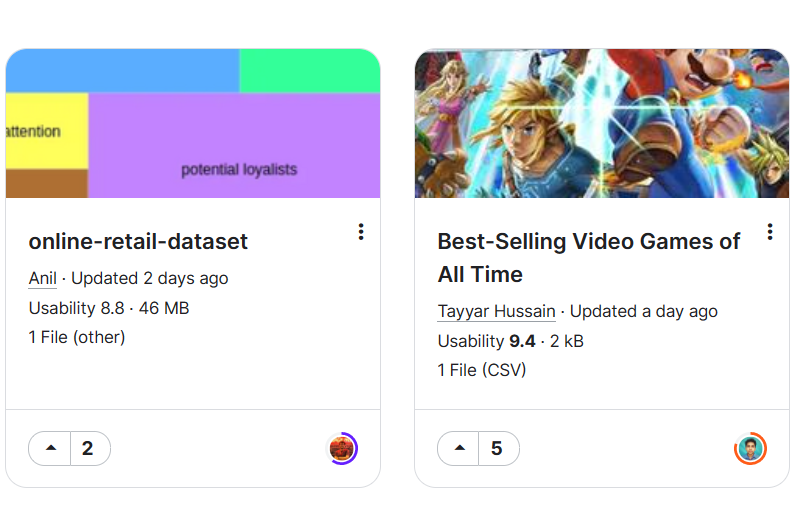 attention
potential loyalists
online-retail-dataset
Anil · Updated 2 days ago
Usability 8.8 · 46 MB
1 File (other)
2
Best-Selling Video Games of
All Time
Tayyar Hussain · Updated a day ago
Usability 9.4 · 2 kB
1 File (CSV)
5